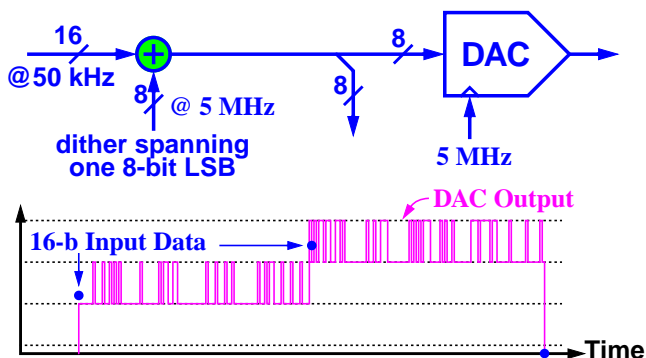 16
8
@50 kHz
DAC
8
@ 5 MHz
8
dither spanning
one 8-bit LSB
5 MHz
DAC Output
16-b Input Data
Time